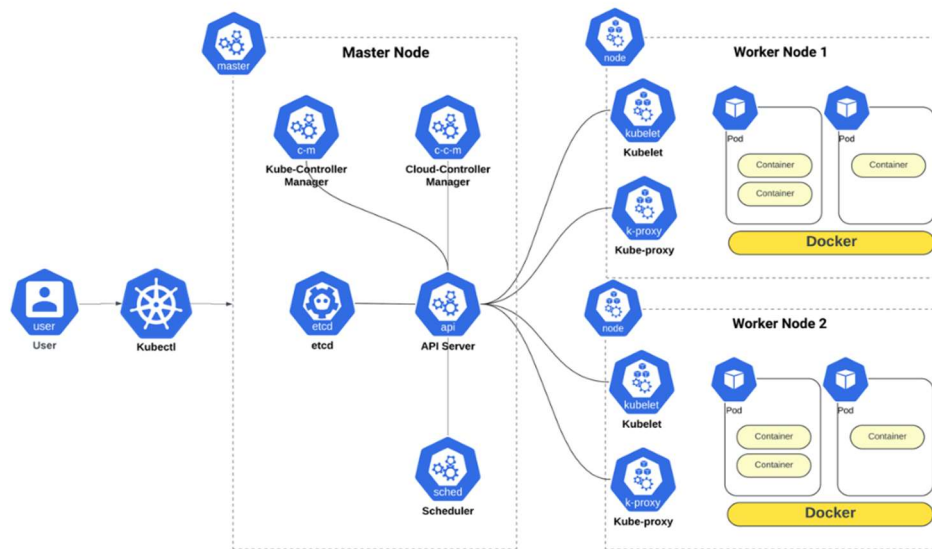 master
Master Node
c-m
Kube-Controller
Manager
c-c-m
Cloud-Controller
Manager
user
User
Kubectl
etcd
etcd
api
API Server
sched
Scheduler
node
Worker Node 1
kubelet
Kubelet
k-proxy
Kube-proxy
Pod
Container
Container
Pod
Container
Docker
node
Worker Node 2
kubelet
Kubelet
k-proxy
Kube-proxy
Pod
Container
Container
Pod
Container
Docker